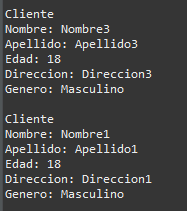 Cliente
Nombre: Nombre3
Apellido: Apellido3
Edad: 18
Direccion: Direccion3
Genero: Masculino

Cliente
Nombre: Nombre1
Apellido: Apellido1
Edad: 18
Direccion: Direccion1
Genero: Masculino